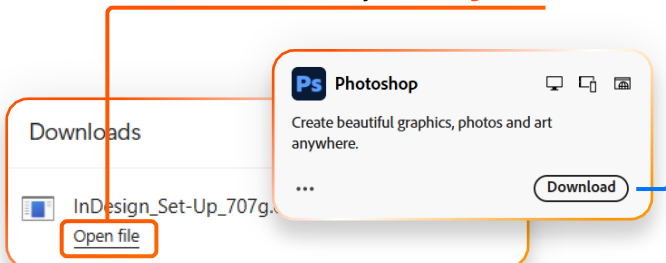 Ps Photoshop
Create beautiful graphics, photos and art
anywhere.
Download
Downloads
InDesign_Set-Up_707g.
Open file